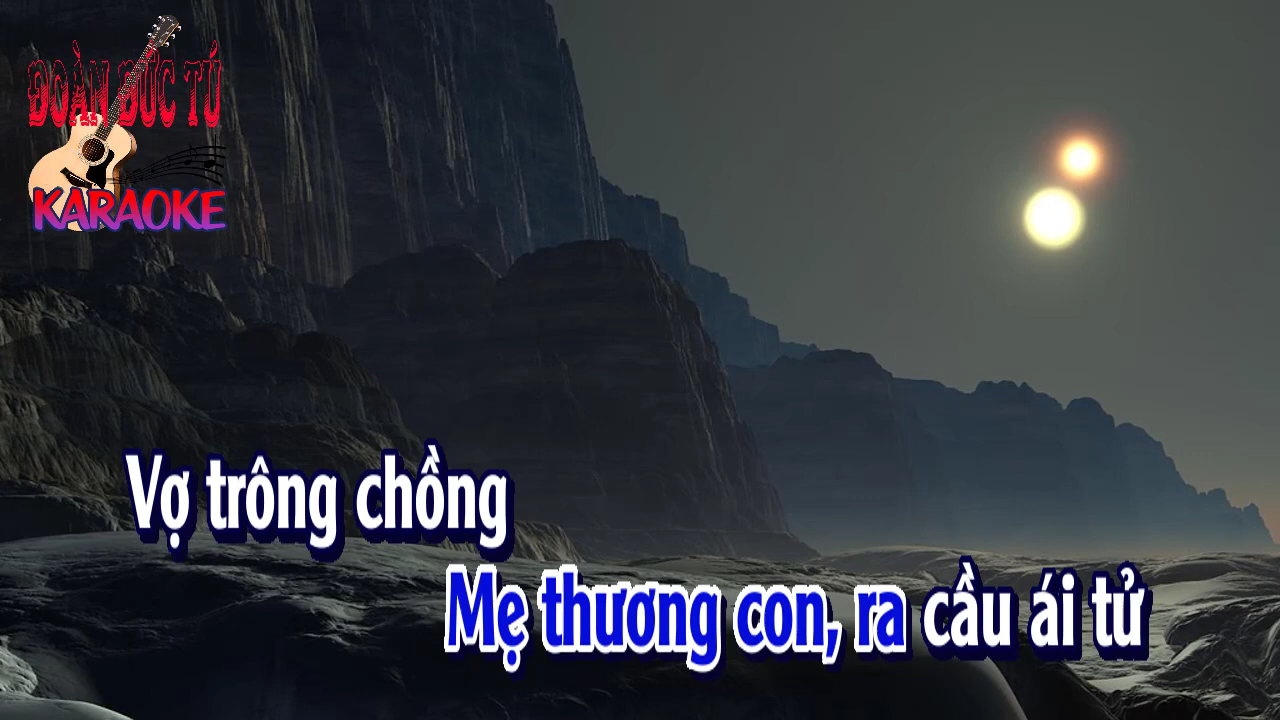 ĐOÀN ĐỨC TÚ
KARAOKE
Vợ trông chồng
Mẹ thương con, ra cầu ái tử